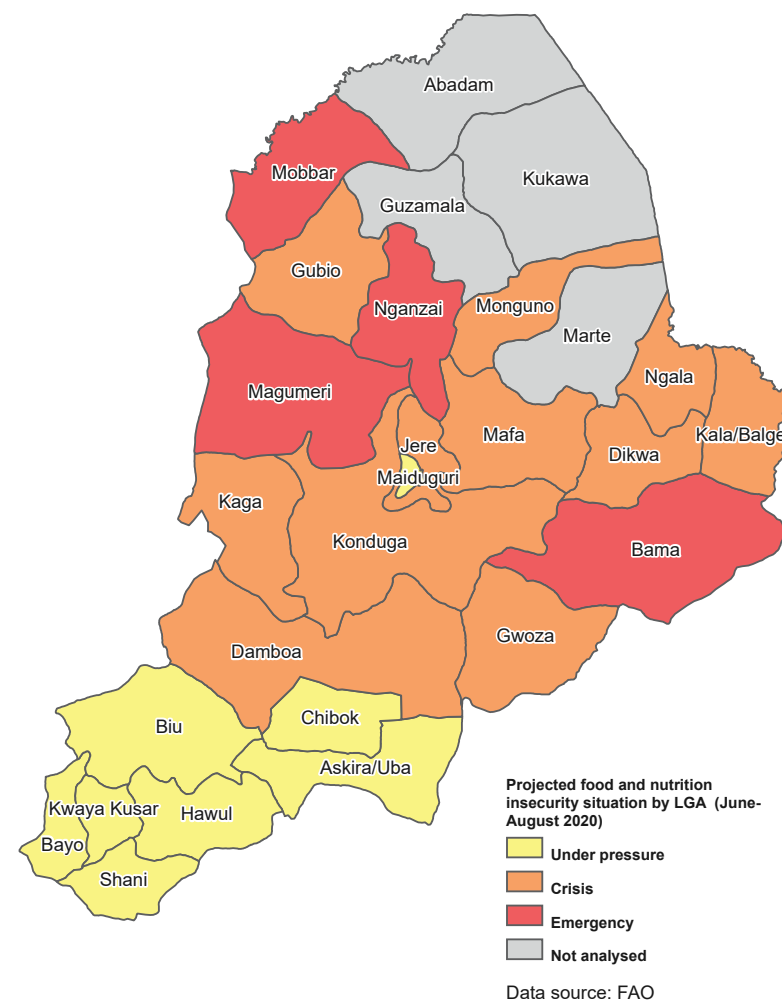 Abadam
Mobbar
Kukawa
Guzamala
Gubio
Nganzai
Monguno
Marte
Ngala
Magumeri
Jere
Mafa
Kala/Balge
Dikwa
Maiduguri
Kaga
Konduga
Bama
Gwoza
Damboa
Chibok
Biu
Askira/Uba
Kwaya Kusar
Hawul
Bayo
Shani
Projected food and nutrition
insecurity situation by LGA (June-
August 2020)
Under pressure
Crisis
Emergency
Not analysed
Data source: FAO